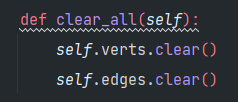 def clear_all(self):
    self.verts.clear()
    self.edges.clear()